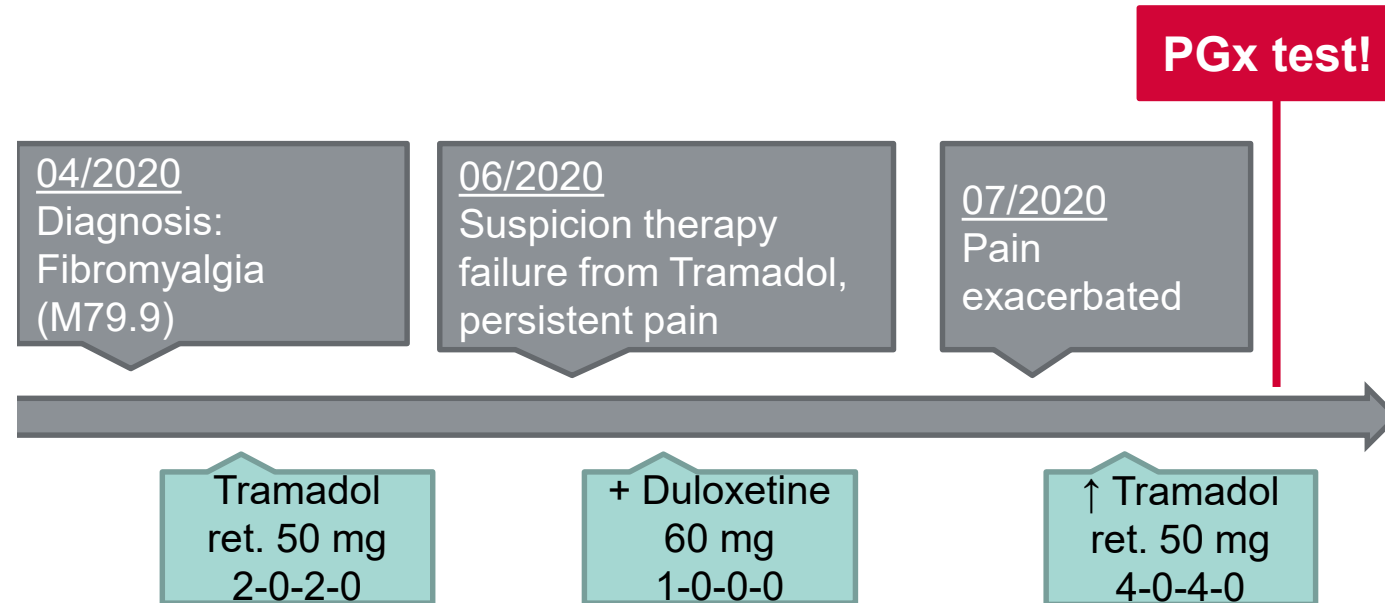 PGx test!
04/2020
Diagnosis:
Fibromyalgia
(M79.9)
06/2020
Suspicion therapy
failure from Tramadol,
persistent pain
07/2020
Pain
exacerbated
Tramadol
ret. 50 mg
2-0-2-0
+ Duloxetine
60 mg
1-0-0-0
↑ Tramadol
ret. 50 mg
4-0-4-0